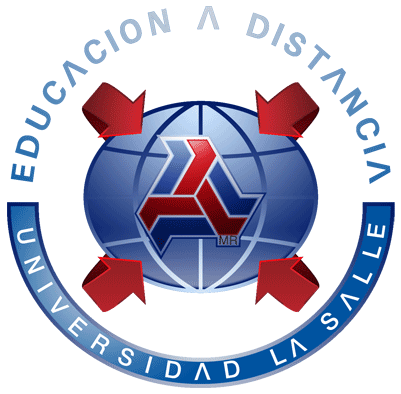 EDUCACION A DISTANCIA
MR
UNIVERSIDAD LA SALLE